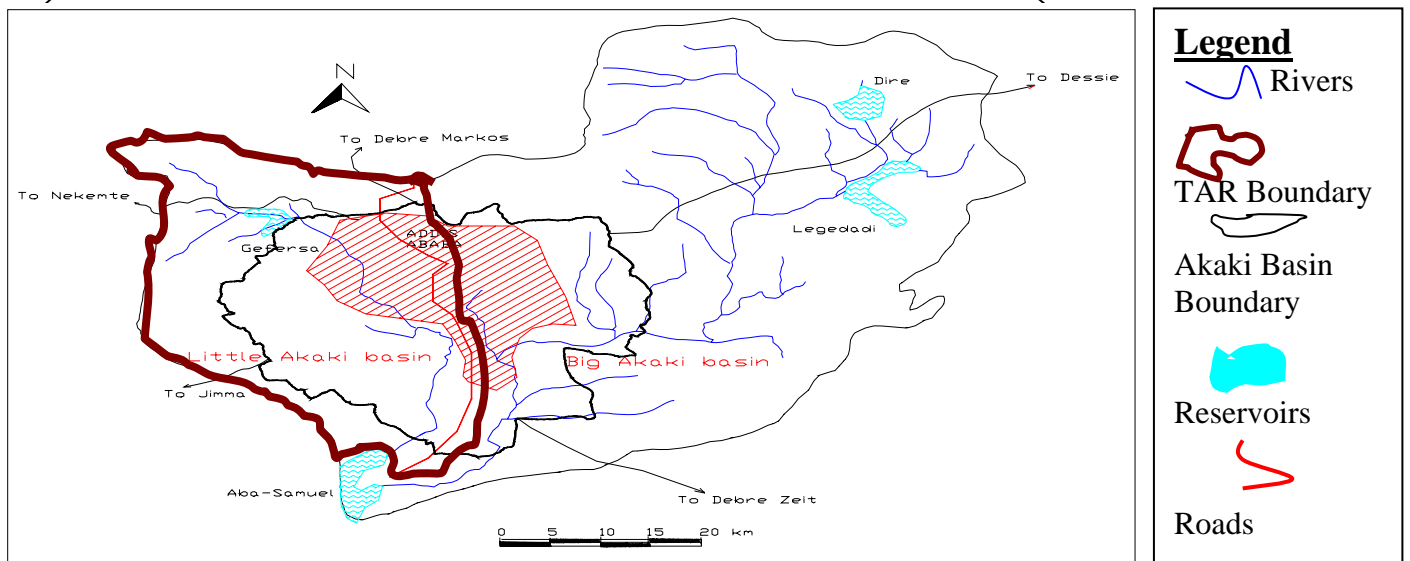 N
Dire
To Dessie
To Debre Markos
To Nekemte
Gefersa
ADDIS
ABABA
Legedadi
Little Akaki basin
Big Akaki basin
To Jimma
Aba-Samuel
To Debre Zeit
0 5 10 15 20 km
Legend
Rivers
TAR Boundary
Akaki Basin
Boundary
Reservoirs
Roads